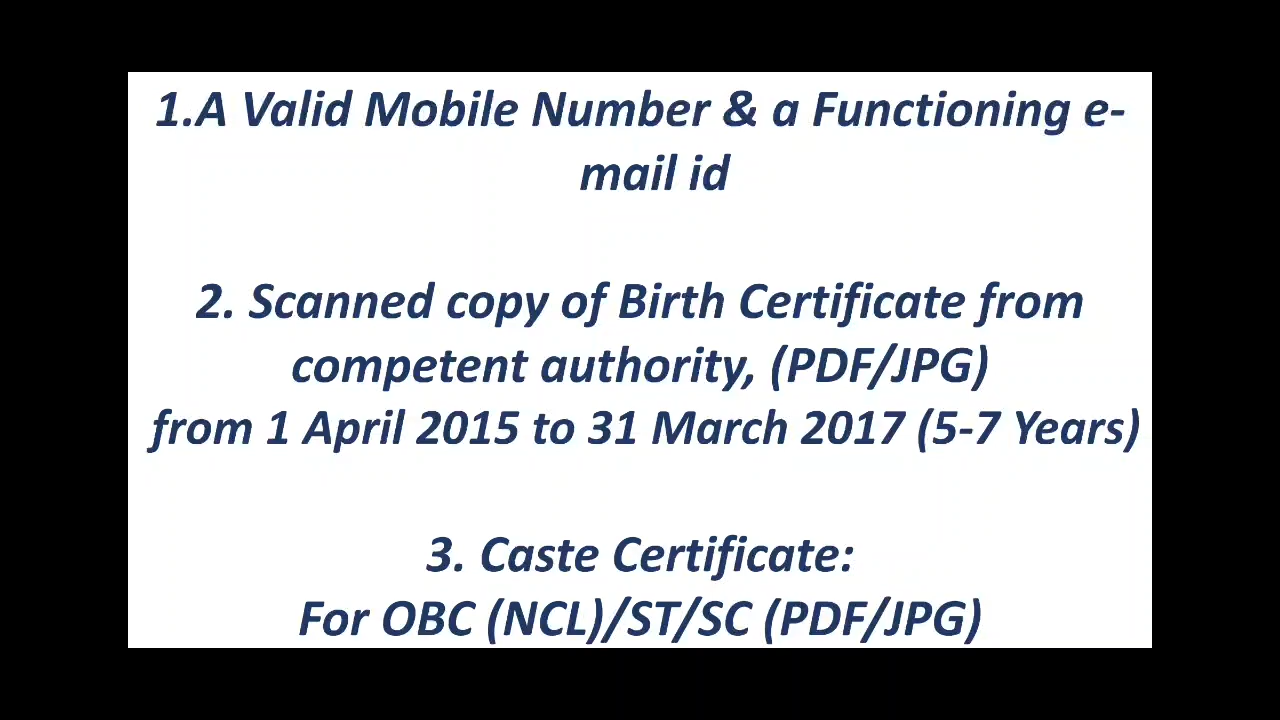 1.A Valid Mobile Number & a Functioning e-
mail id
2. Scanned copy of Birth Certificate from
competent authority, (PDF/JPG)
from 1 April 2015 to 31 March 2017 (5-7 Years)
3. Caste Certificate:
For OBC (NCL)/ST/SC (PDF/JPG)